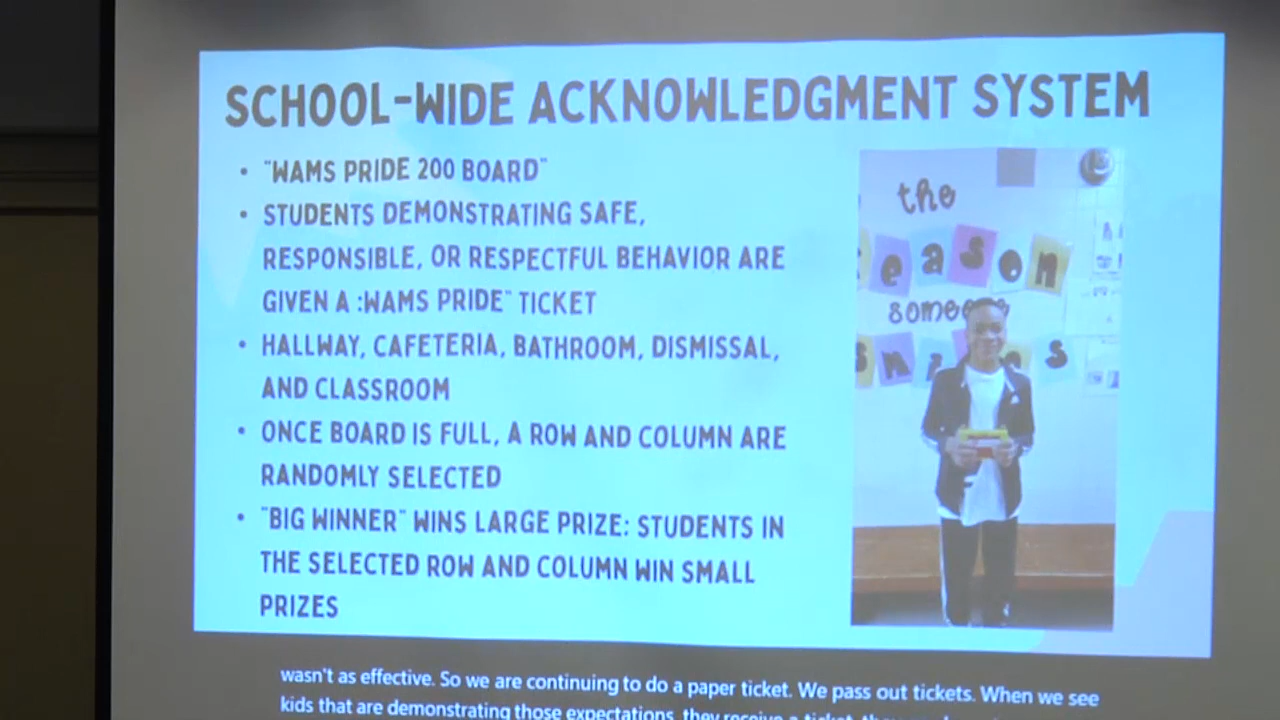 SCHOOL-WIDE ACKNOWLEDGMENT SYSTEM
• "WAMS PRIDE 200 BOARD"
• STUDENTS DEMONSTRATING SAFE,
RESPONSIBLE, OR RESPECTFUL BEHAVIOR ARE
GIVEN A :WAMS PRIDE" TICKET
• HALLWAY, CAFETERIA, BATHROOM, DISMISSAL,
AND CLASSROOM
• ONCE BOARD IS FULL, A ROW AND COLUMN ARE
RANDOMLY SELECTED
• "BIG WINNER" WINS LARGE PRIZE: STUDENTS IN
THE SELECTED ROW AND COLUMN WIN SMALL
PRIZES
the
eason
wasn't as effective. So we are continuing to do a paper ticket. We pass out tickets. When we see
kids that are demonstrating those expectations, they receive a ticket,